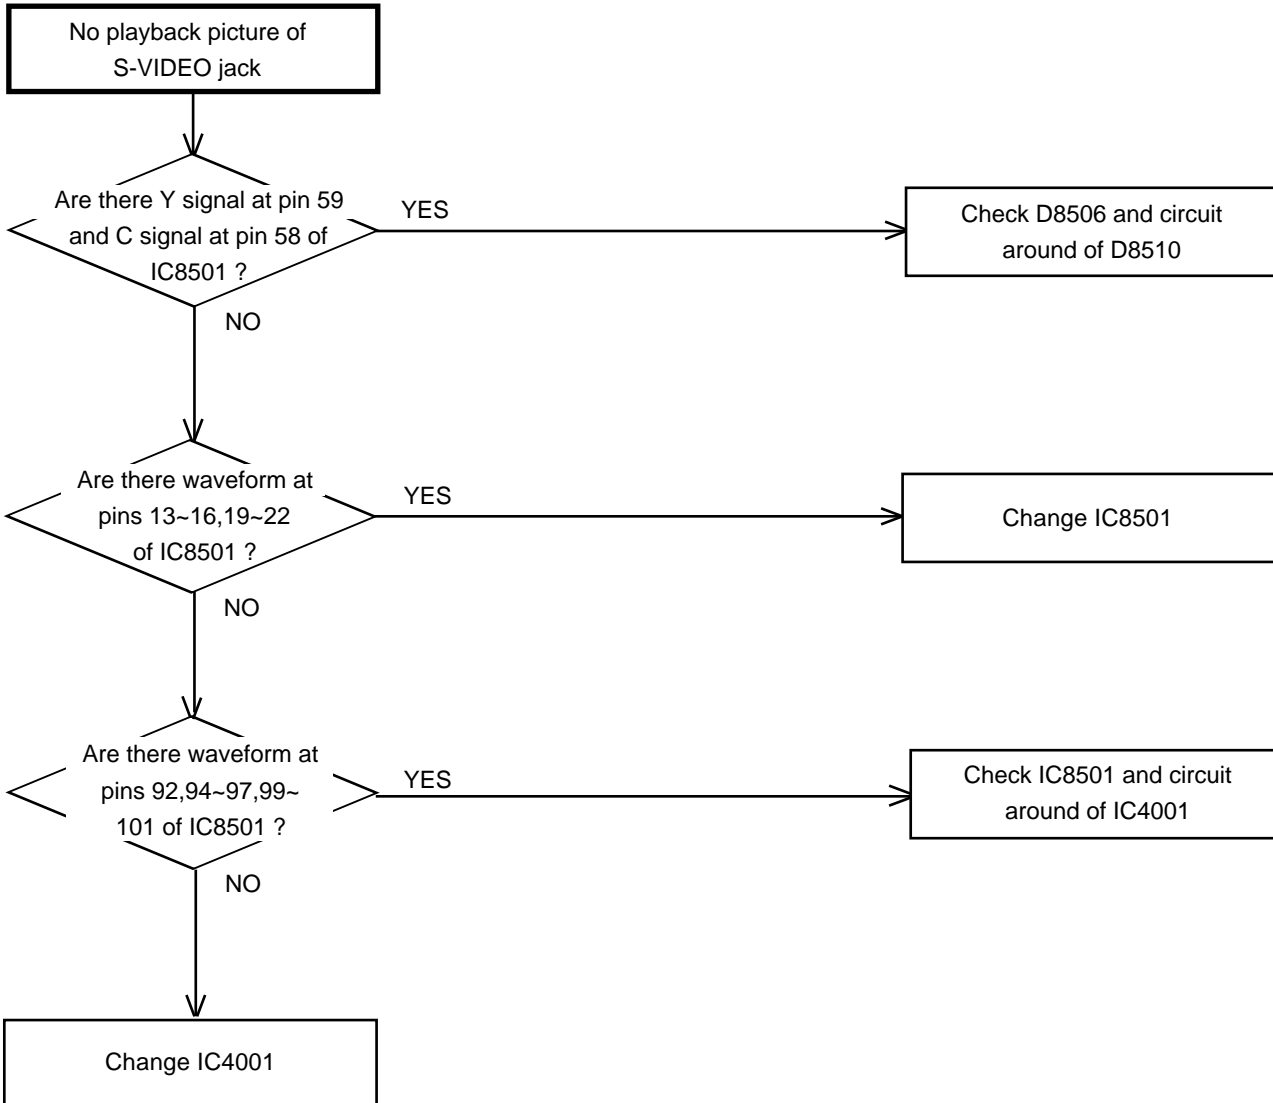 No playback picture of
S-VIDEO jack
Are there Y signal at pin 59
and C signal at pin 58 of
IC8501 ?
YES
Check D8506 and circuit
around of D8510
NO
Are there waveform at
pins 13~16,19~22
of IC8501 ?
YES
Change IC8501
NO
Are there waveform at
pins 92,94~97,99~
101 of IC8501 ?
YES
Check IC8501 and circuit
around of IC4001
NO
Change IC4001